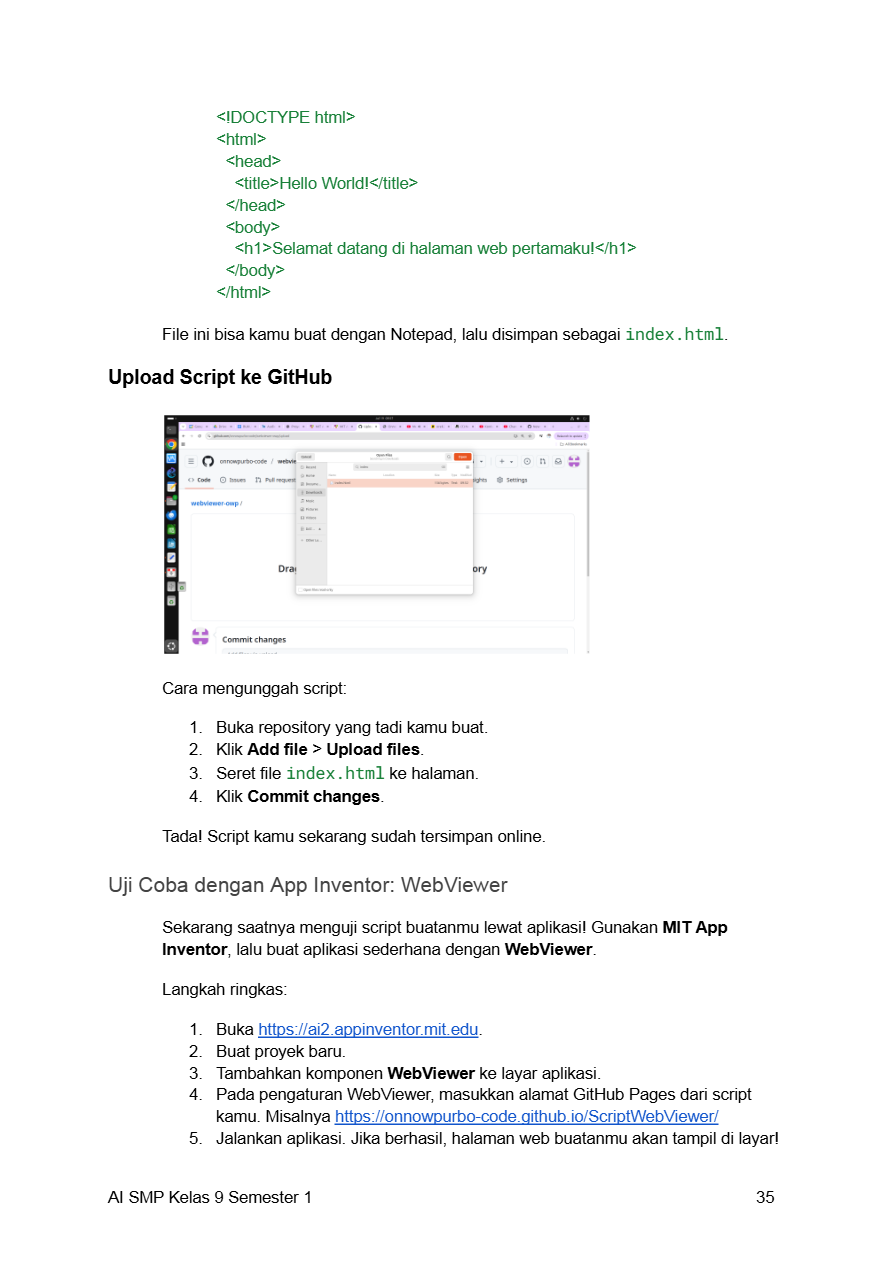 <!DOCTYPE html>
<html>
<head>
<title>Hello World!</title>
</head>
<body>
<h1>Selamat datang di halaman web pertamaku!</h1>
</body>
</html>
File ini bisa kamu buat dengan Notepad, lalu disimpan sebagai index.html.
Upload Script ke GitHub
onnowpurbo-code /
Code Issues Pull request Settings
webviewer-owp /
Commit changes
Cara mengunggah script:
1. Buka repository yang tadi kamu buat.
2. Klik Add file > Upload files.
3. Seret file index.html ke halaman.
4. Klik Commit changes.
Tada! Script kamu sekarang sudah tersimpan online.
Uji Coba dengan App Inventor: WebViewer
Sekarang saatnya menguji script buatanmu lewat aplikasi! Gunakan MIT App
Inventor, lalu buat aplikasi sederhana dengan WebViewer.
Langkah ringkas:
1. Buka https://ai2.appinventor.mit.edu.
2. Buat proyek baru.
3. Tambahkan komponen WebViewer ke layar aplikasi.
4. Pada pengaturan WebViewer, masukkan alamat GitHub Pages dari script
kamu. Misalnya https://onnowpurbo-code.github.io/ScriptWebViewer/
5. Jalankan aplikasi. Jika berhasil, halaman web buatanmu akan tampil di layar!
AI SMP Kelas 9 Semester 1 35